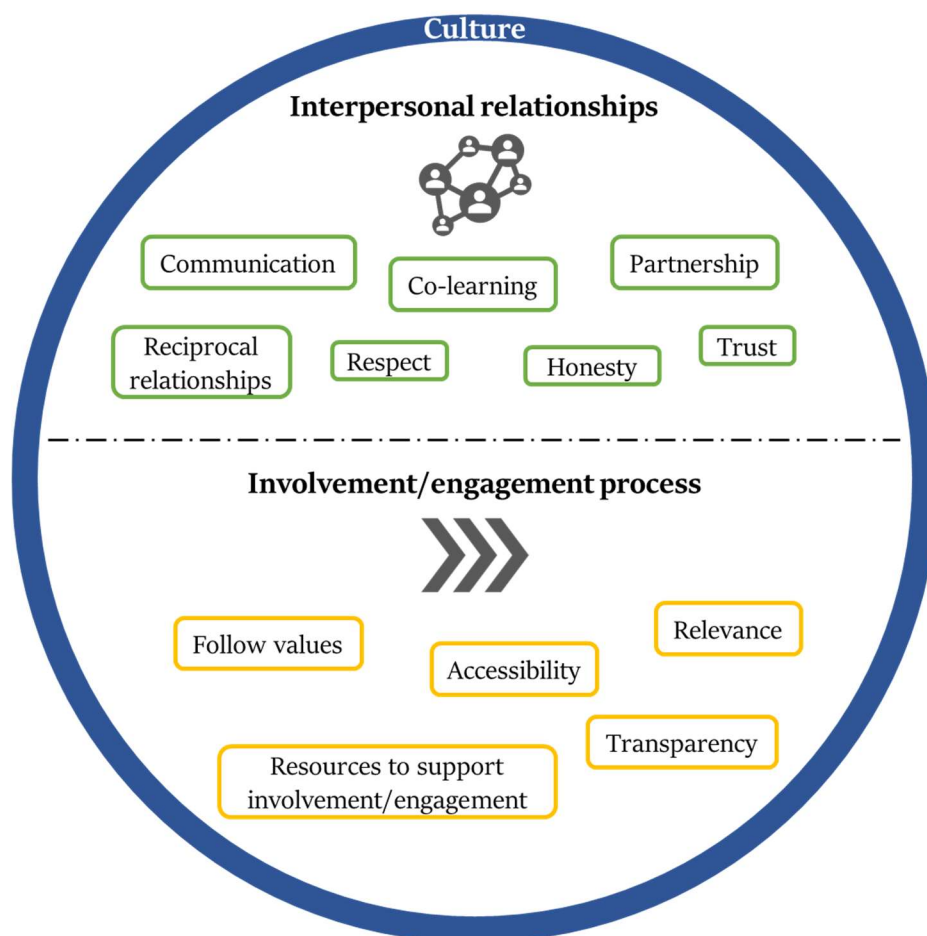 Culture
Interpersonal relationships
Communication
Co-learning
Partnership
Reciprocal
relationships
Respect
Honesty
Trust
Involvement/engagement process
Follow values
Accessibility
Relevance
Resources to support
involvement/engagement
Transparency